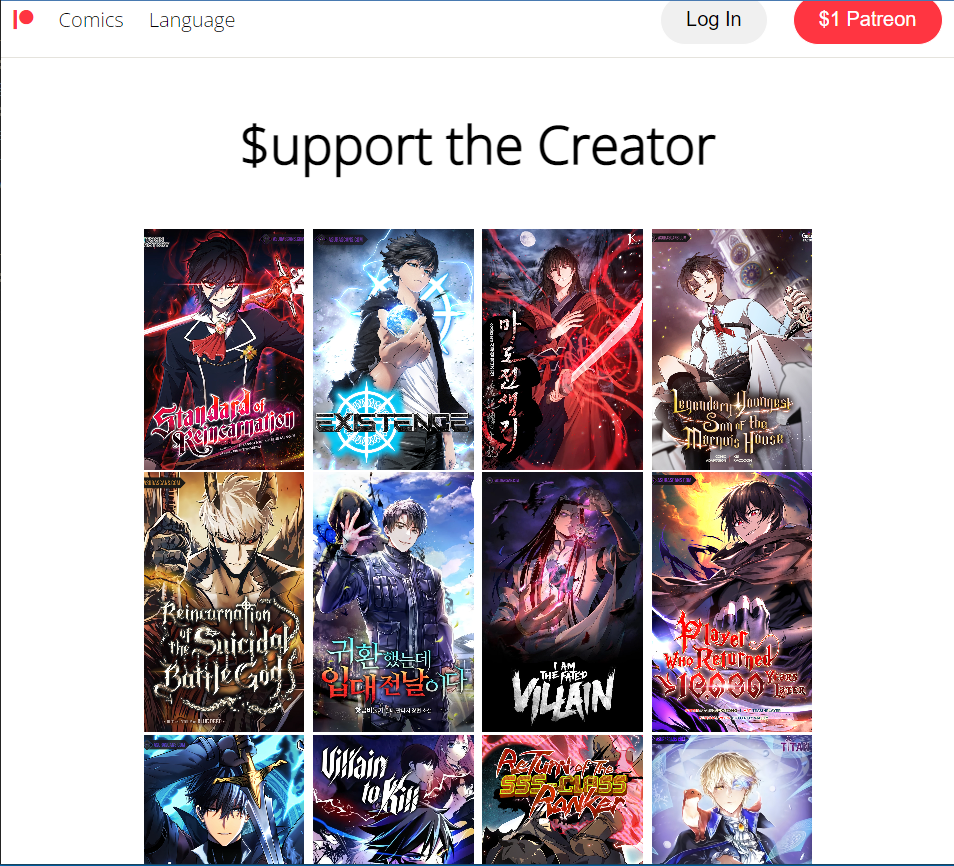 Comics Language Log In $1 Patreon
$upport the Creator
Standard of
Reincarnation
EXISTENCE
마도전생기
Legendary Youngest
Son of the
Marquis House
ASURASCANS.COM
Reincarnation
of
the Suicidal
Battle God
귀환했는데
입대 전날이다
I AM
THE FATED
VILLAIN
Player
Who Returned
10,000 Years
Later
Villain
to Kill
Return of The
SSS-Class
Ranker